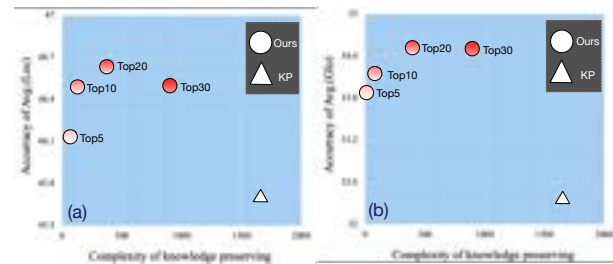 Ours
KP
Top20
Top10
Top30
Top5
(a)
0
500
1000
1500
2000
Complexity of knowledge preserving
Accuracy of Avg.(Loc)
Ours
KP
Top20
Top30
Top10
Top5
(b)
0
500
1000
1500
2000
Complexity of knowledge preserving
Accuracy of Avg.(Glo)